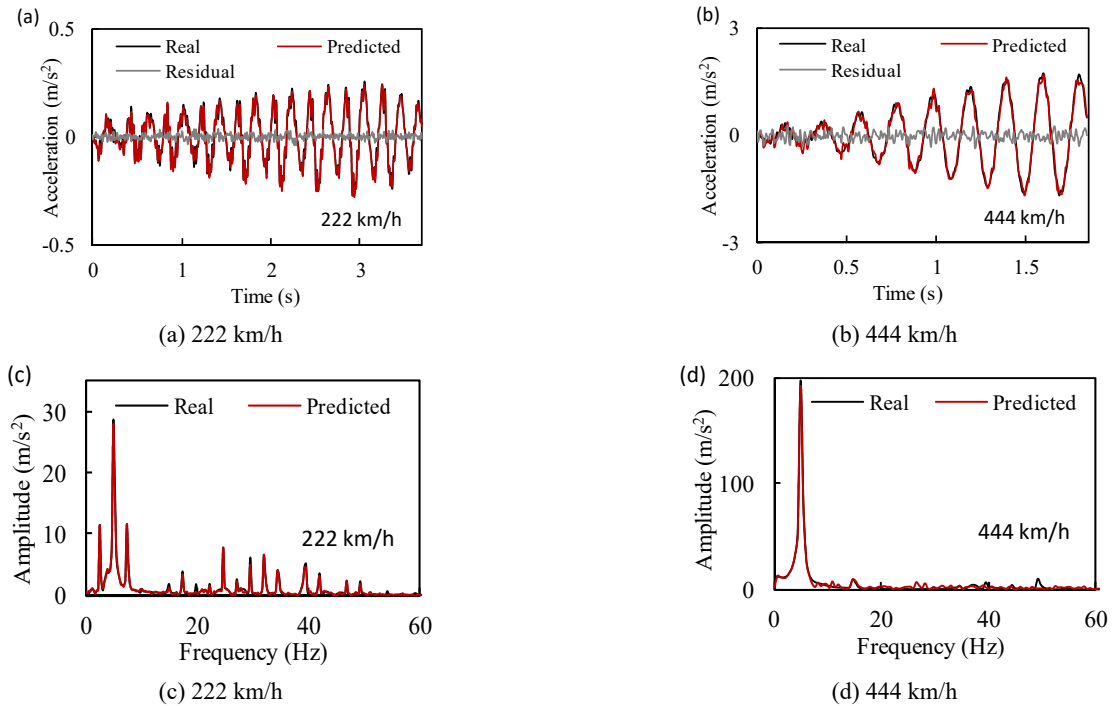 (a)
0.5
Real
Predicted
Residual
0
-0.5
Acceleration (m/s²)
222 km/h
0 1 2 3
Time (s)
(a) 222 km/h
(b)
3
Real
Predicted
Residual
0
-3
Acceleration (m/s²)
444 km/h
0 0.5 1 1.5
Time (s)
(b) 444 km/h
(c)
Real
Predicted
30
20
10
0
Amplitude (m/s²)
222 km/h
0 20 40 60
Frequency (Hz)
(c) 222 km/h
(d)
200
Real
Predicted
100
0
Amplitude (m/s²)
444 km/h
0 20 40 60
Frequency (Hz)
(d) 444 km/h